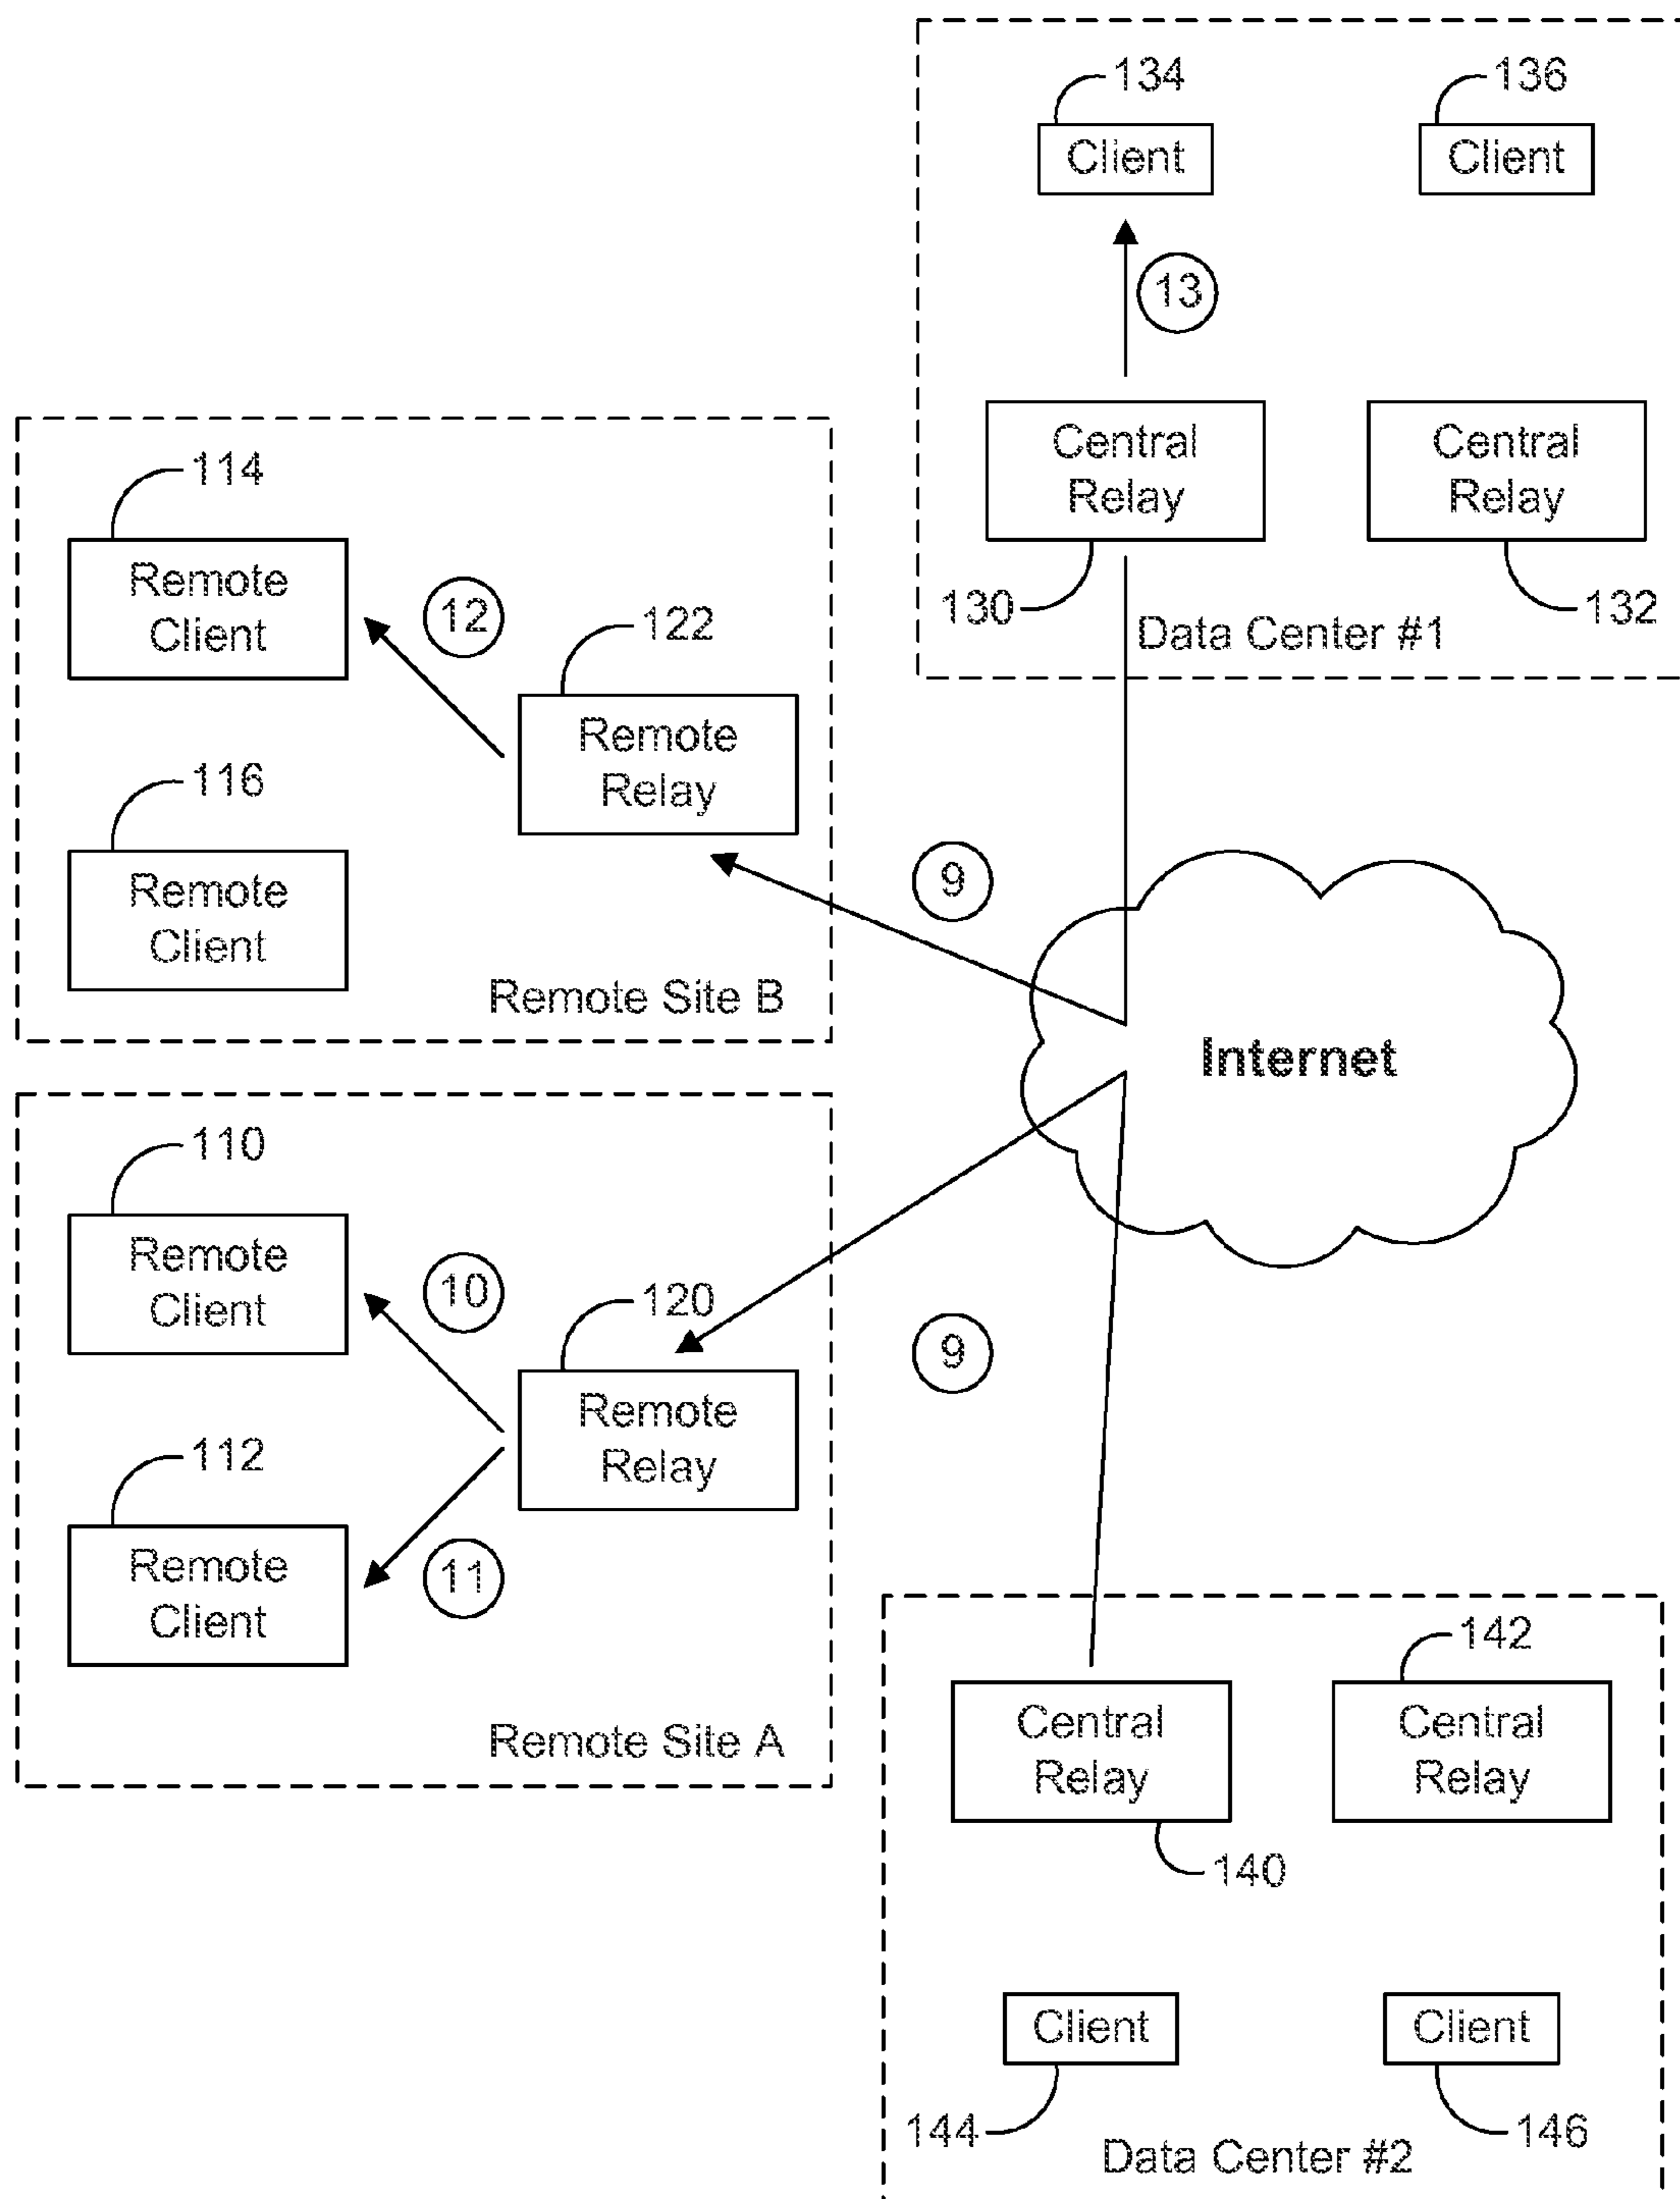 134
136
Client
Client
13
Central
Relay
Central
Relay
130
132
Data Center #1
114
Remote
Client
12
122
Remote
Relay
116
Remote
Client
Remote Site B
9
Internet
110
Remote
Client
10
120
Remote
Relay
9
112
Remote
Client
11
Remote Site A
142
Central
Relay
Central
Relay
140
Client
Client
144
146
Data Center #2